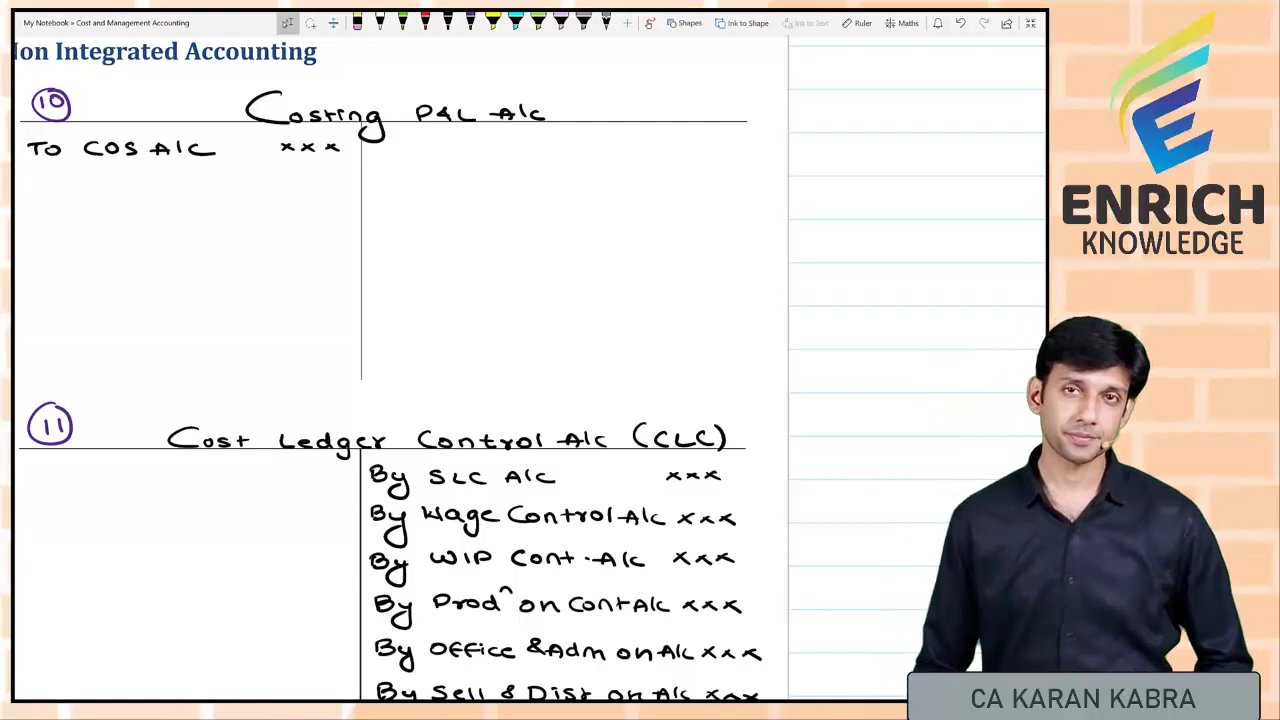 My Notebook » Cost and Management Accounting
Shapes
Ink to Shape
Ink to Text
Ruler
Maths
Non Integrated Accounting
10
Costing P&L A/c
To COS A/c xxx
11
Cost Ledger Control A/c (CLC)
By SLC A/c xxx
By Wage Control A/c xxx
By WIP Cont. A/c xxx
By Prodⁿ OH Cont A/c xxx
By Office & Adm OH A/c xxx
By Sell & Dist OH A/c xxx
ENRICH
KNOWLEDGE
CA KARAN KABRA